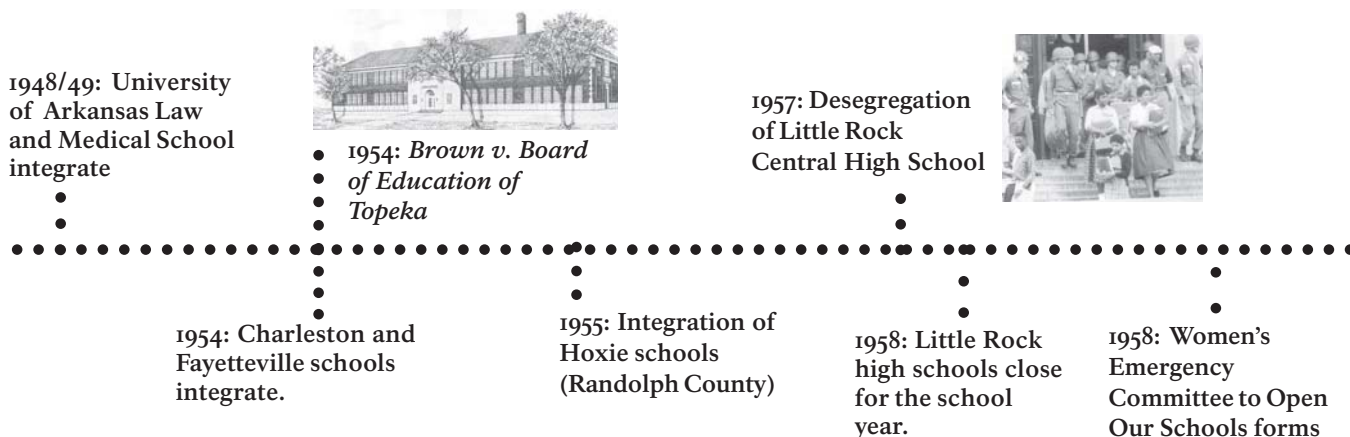 1948/49: University
of Arkansas Law
and Medical School
integrate
1954: Brown v. Board
of Education of
Topeka
1957: Desegregation
of Little Rock
Central High School
1954: Charleston and
Fayetteville schools
integrate.
1955: Integration of
Hoxie schools
(Randolph County)
1958: Little Rock
high schools close
for the school
year.
1958: Women’s
Emergency
Committee to Open
Our Schools forms